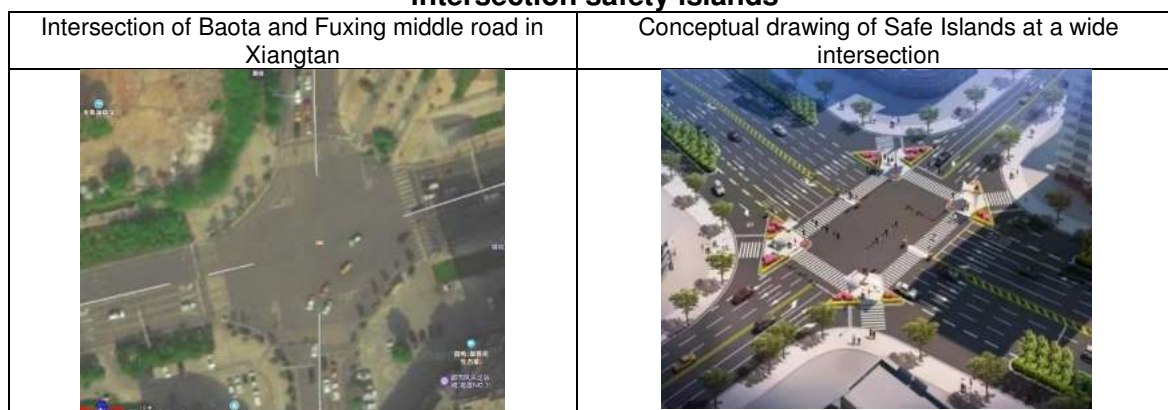 Intersection safety islands
Intersection of Baota and Fuxing middle road in
Xiangtan
Conceptual drawing of Safe Islands at a wide
intersection